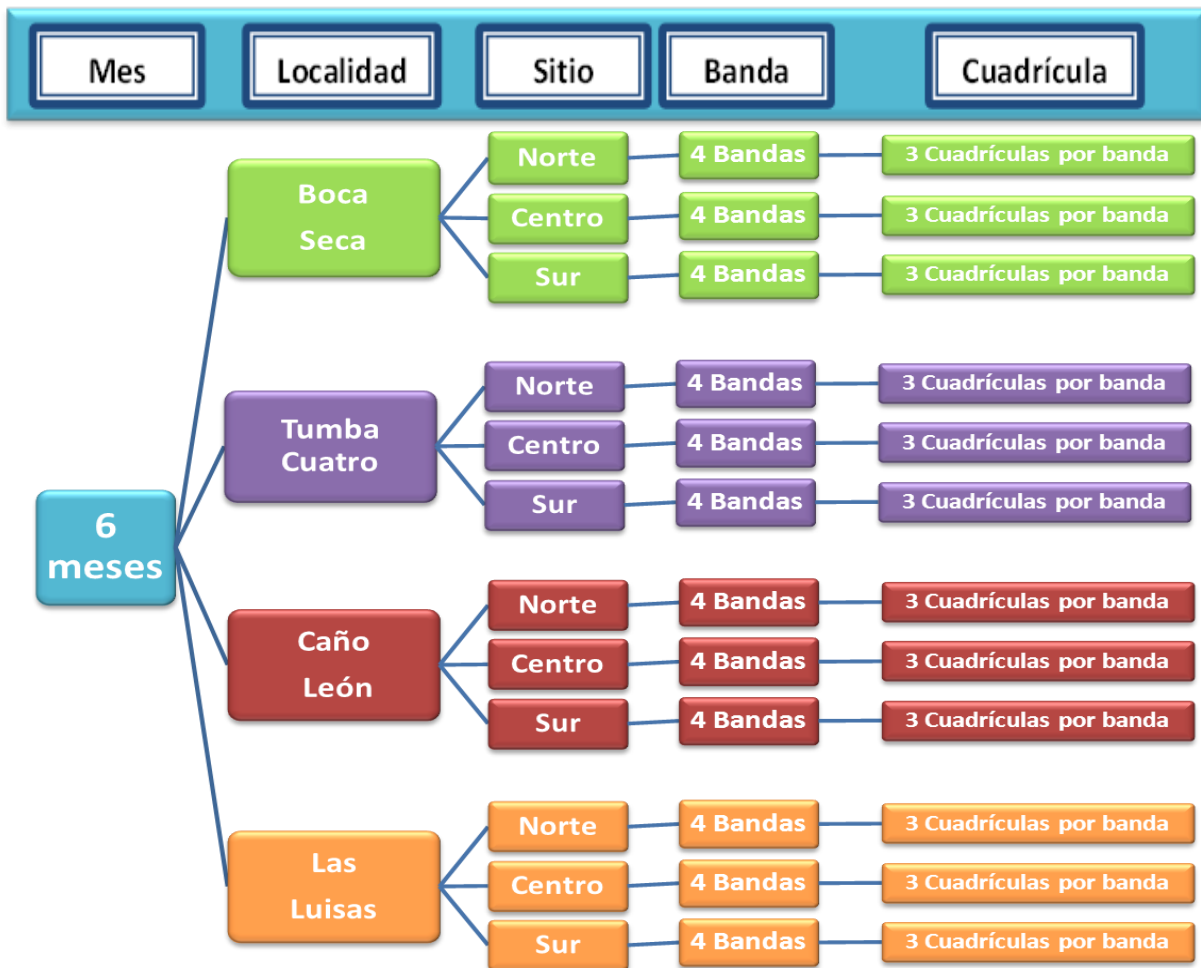 Mes Localidad Sitio Banda Cuadrícula
Boca
Seca
Norte 4 Bandas 3 Cuadrículas por banda
Centro 4 Bandas 3 Cuadrículas por banda
Sur 4 Bandas 3 Cuadrículas por banda
Tumba
Cuatro
Norte 4 Bandas 3 Cuadrículas por banda
Centro 4 Bandas 3 Cuadrículas por banda
Sur 4 Bandas 3 Cuadrículas por banda
6
meses
Caño
León
Norte 4 Bandas 3 Cuadrículas por banda
Centro 4 Bandas 3 Cuadrículas por banda
Sur 4 Bandas 3 Cuadrículas por banda
Las
Luisas
Norte 4 Bandas 3 Cuadrículas por banda
Centro 4 Bandas 3 Cuadrículas por banda
Sur 4 Bandas 3 Cuadrículas por banda